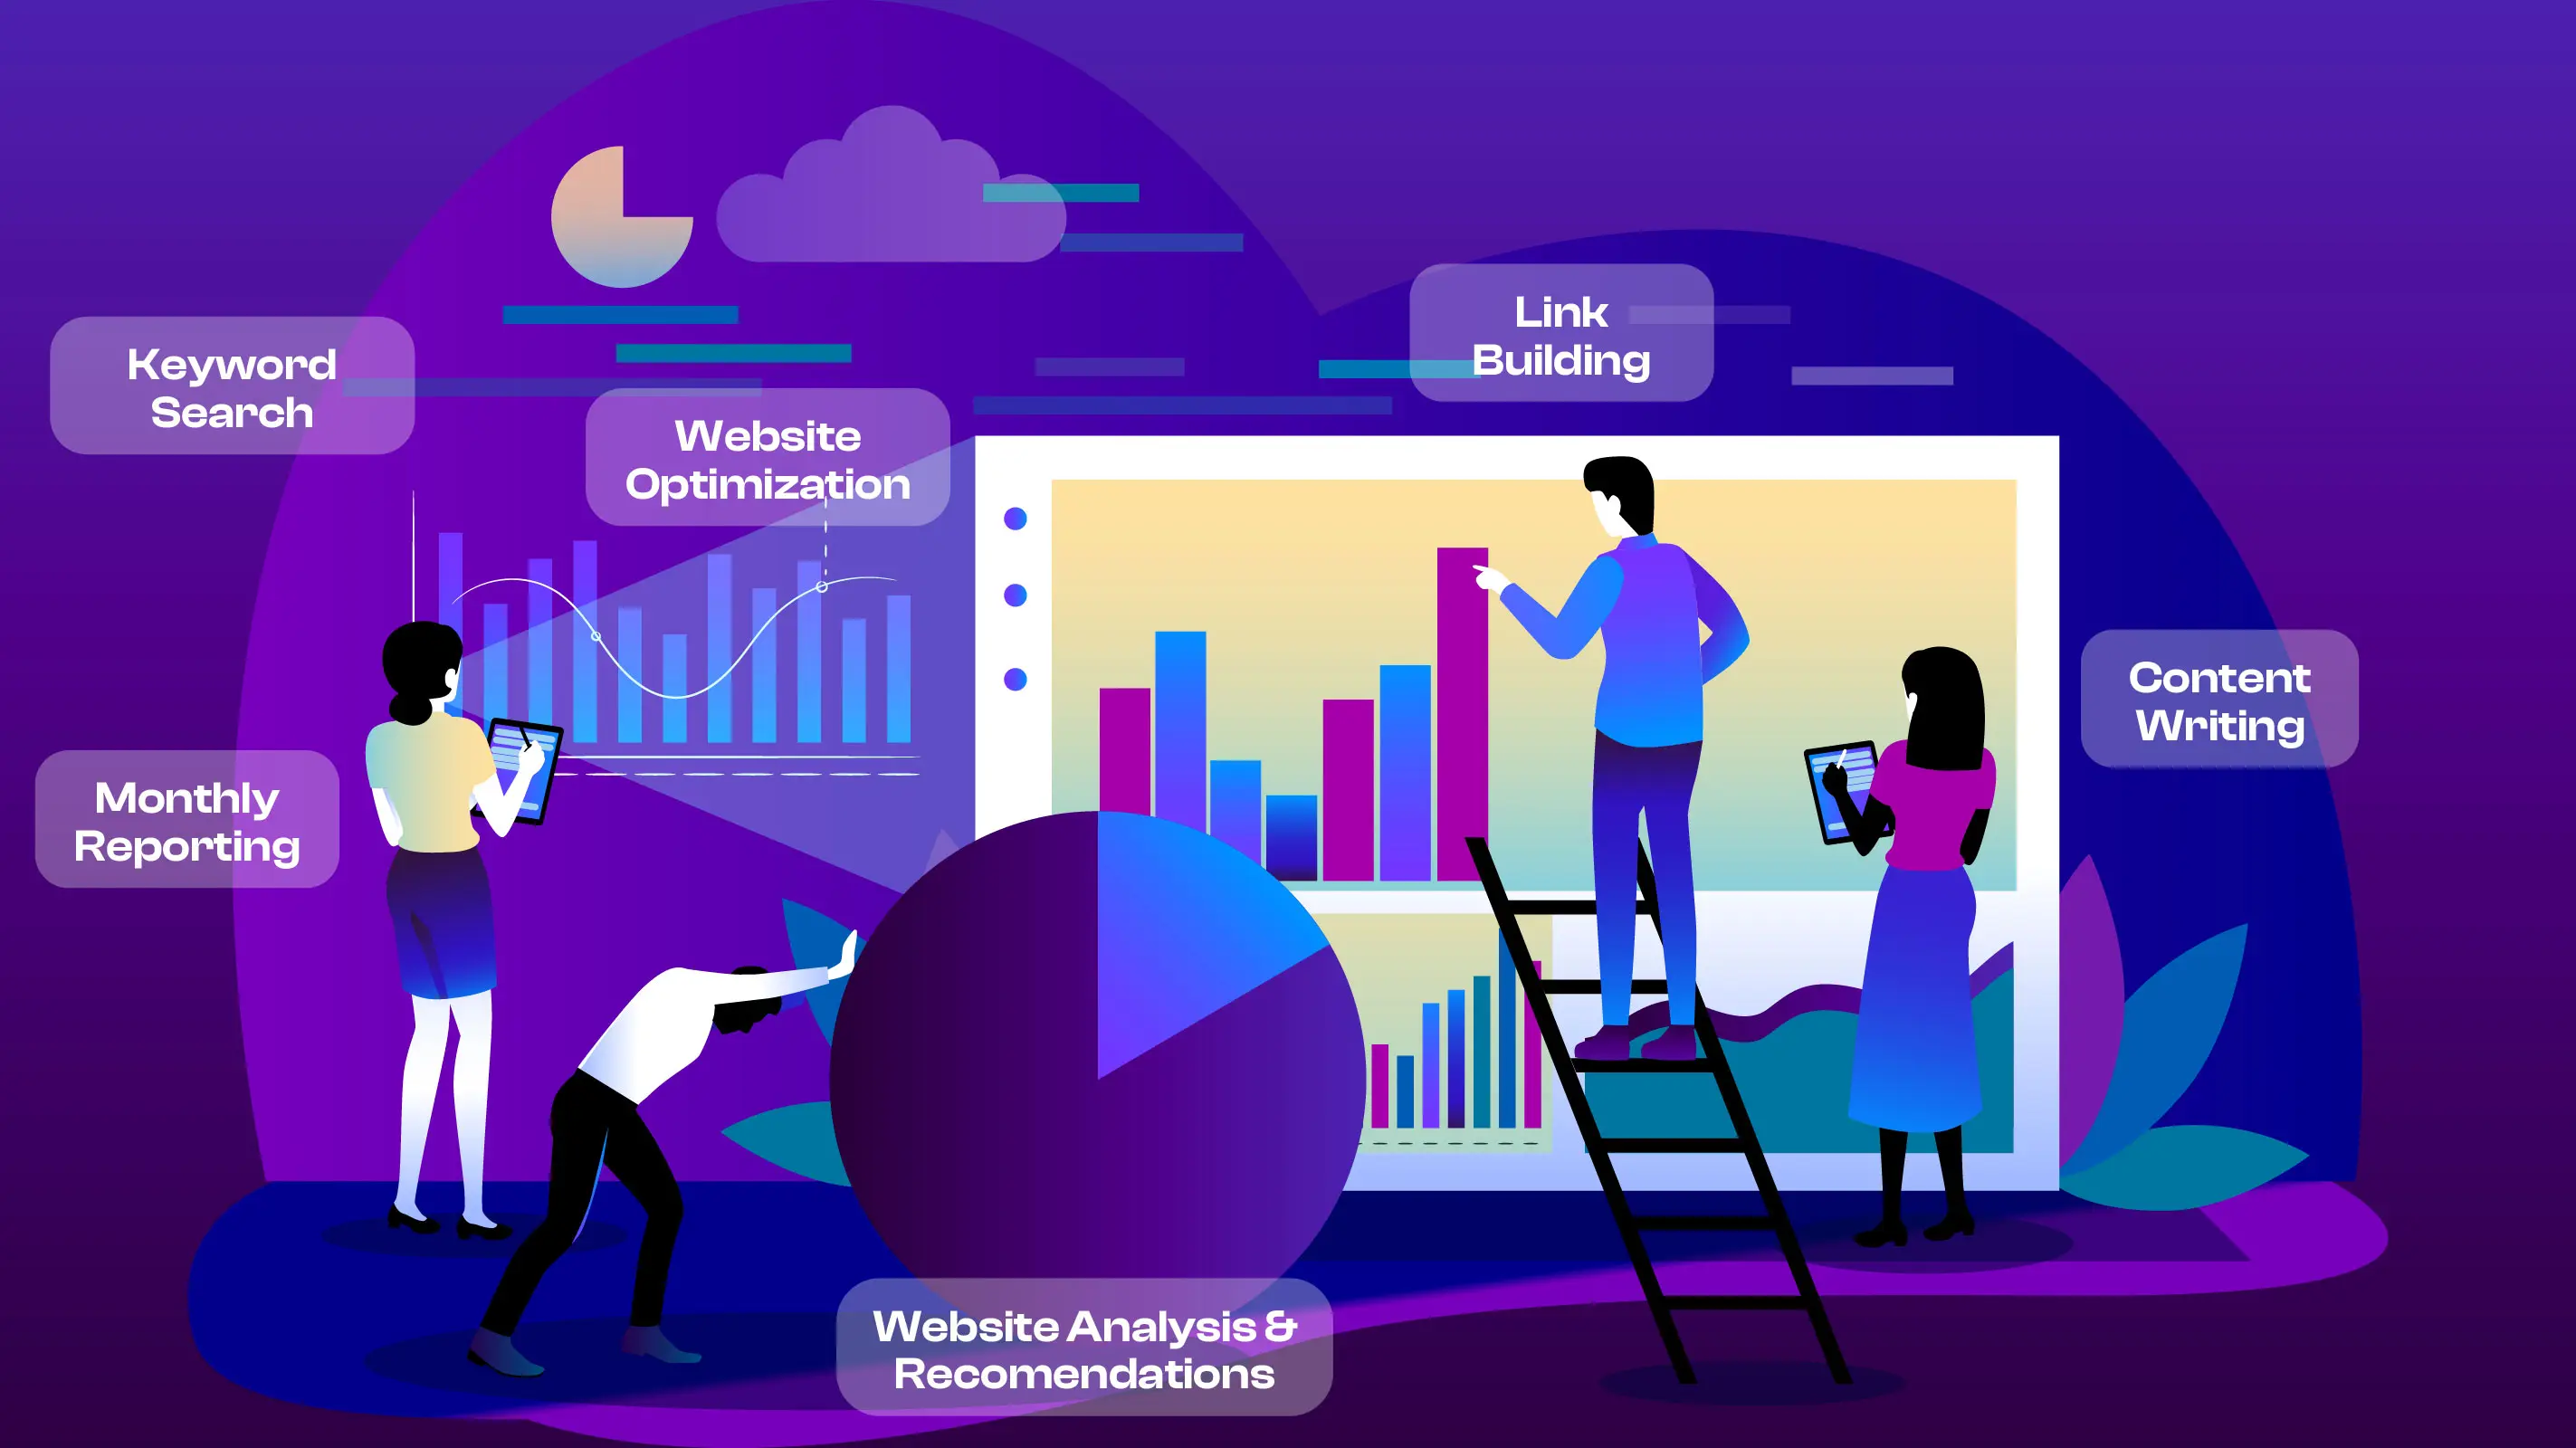 Link
Building
Keyword
Search
Website
Optimization
Content
Writing
Monthly
Reporting
Website Analysis &
Recomendations